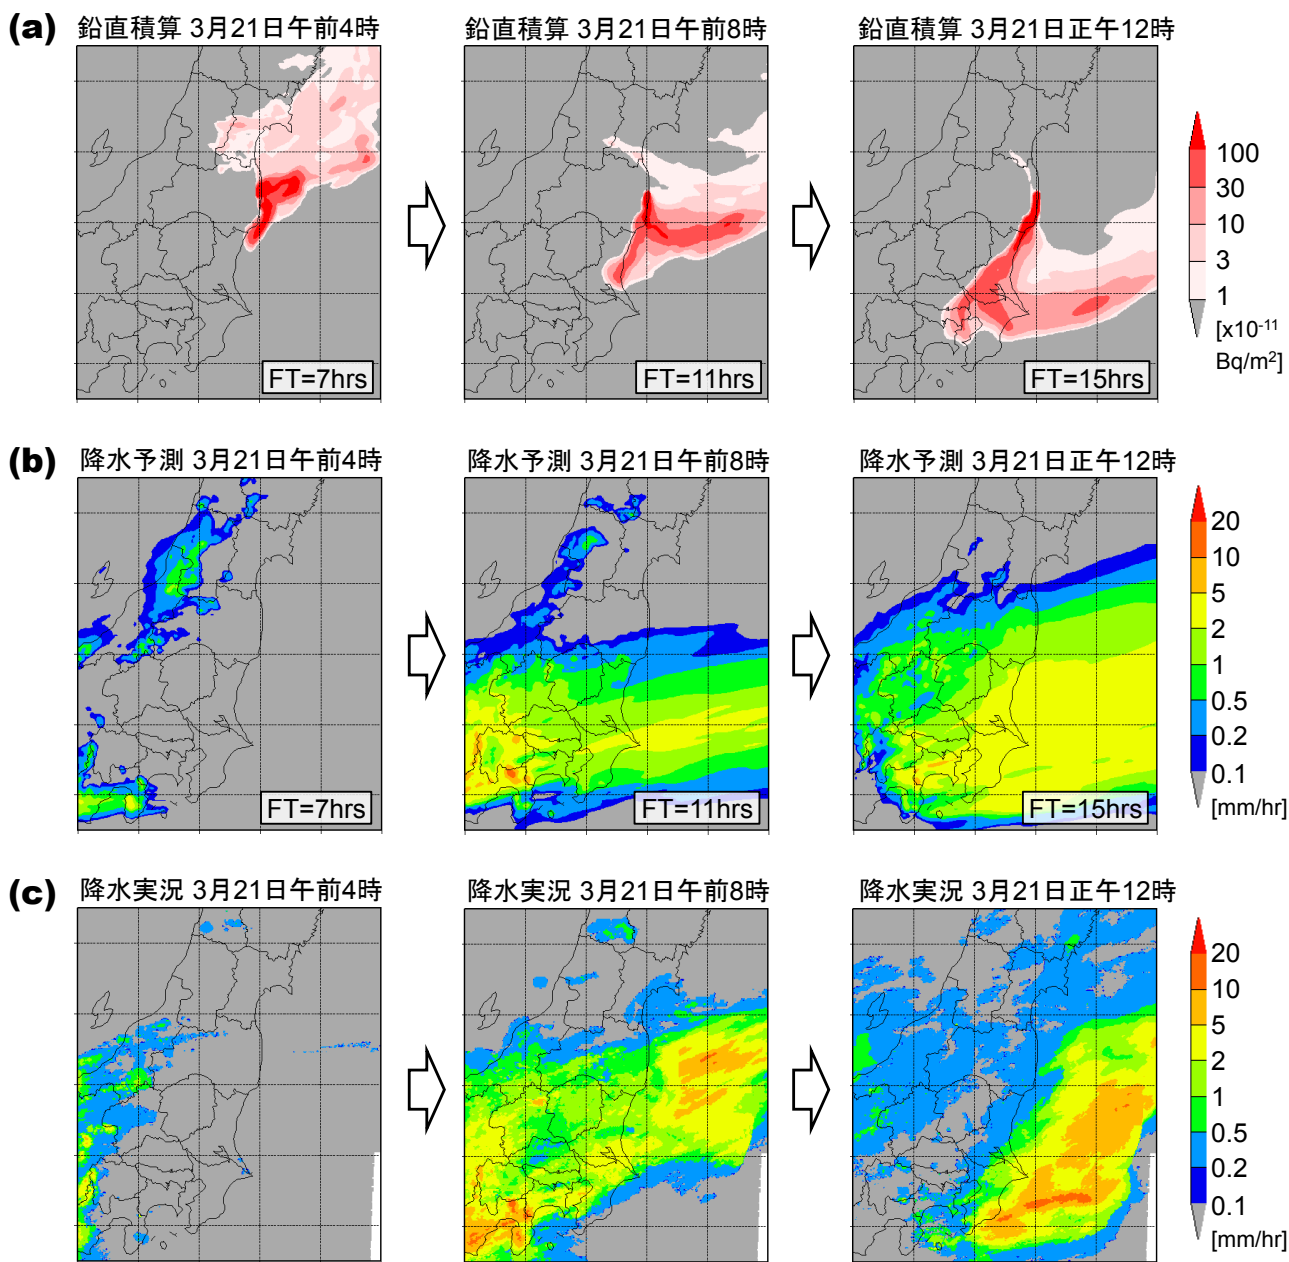 (a)
鉛直積算 3月21日午前4時
鉛直積算 3月21日午前8時
鉛直積算 3月21日正午12時
100
30
10
3
1
[x10-11
Bq/m2]
FT=7hrs
FT=11hrs
FT=15hrs
(b)
降水予測 3月21日午前4時
降水予測 3月21日午前8時
降水予測 3月21日正午12時
20
10
5
2
1
0.5
0.2
0.1
[mm/hr]
FT=7hrs
FT=11hrs
FT=15hrs
(c)
降水実況 3月21日午前4時
降水実況 3月21日午前8時
降水実況 3月21日正午12時
20
10
5
2
1
0.5
0.2
0.1
[mm/hr]